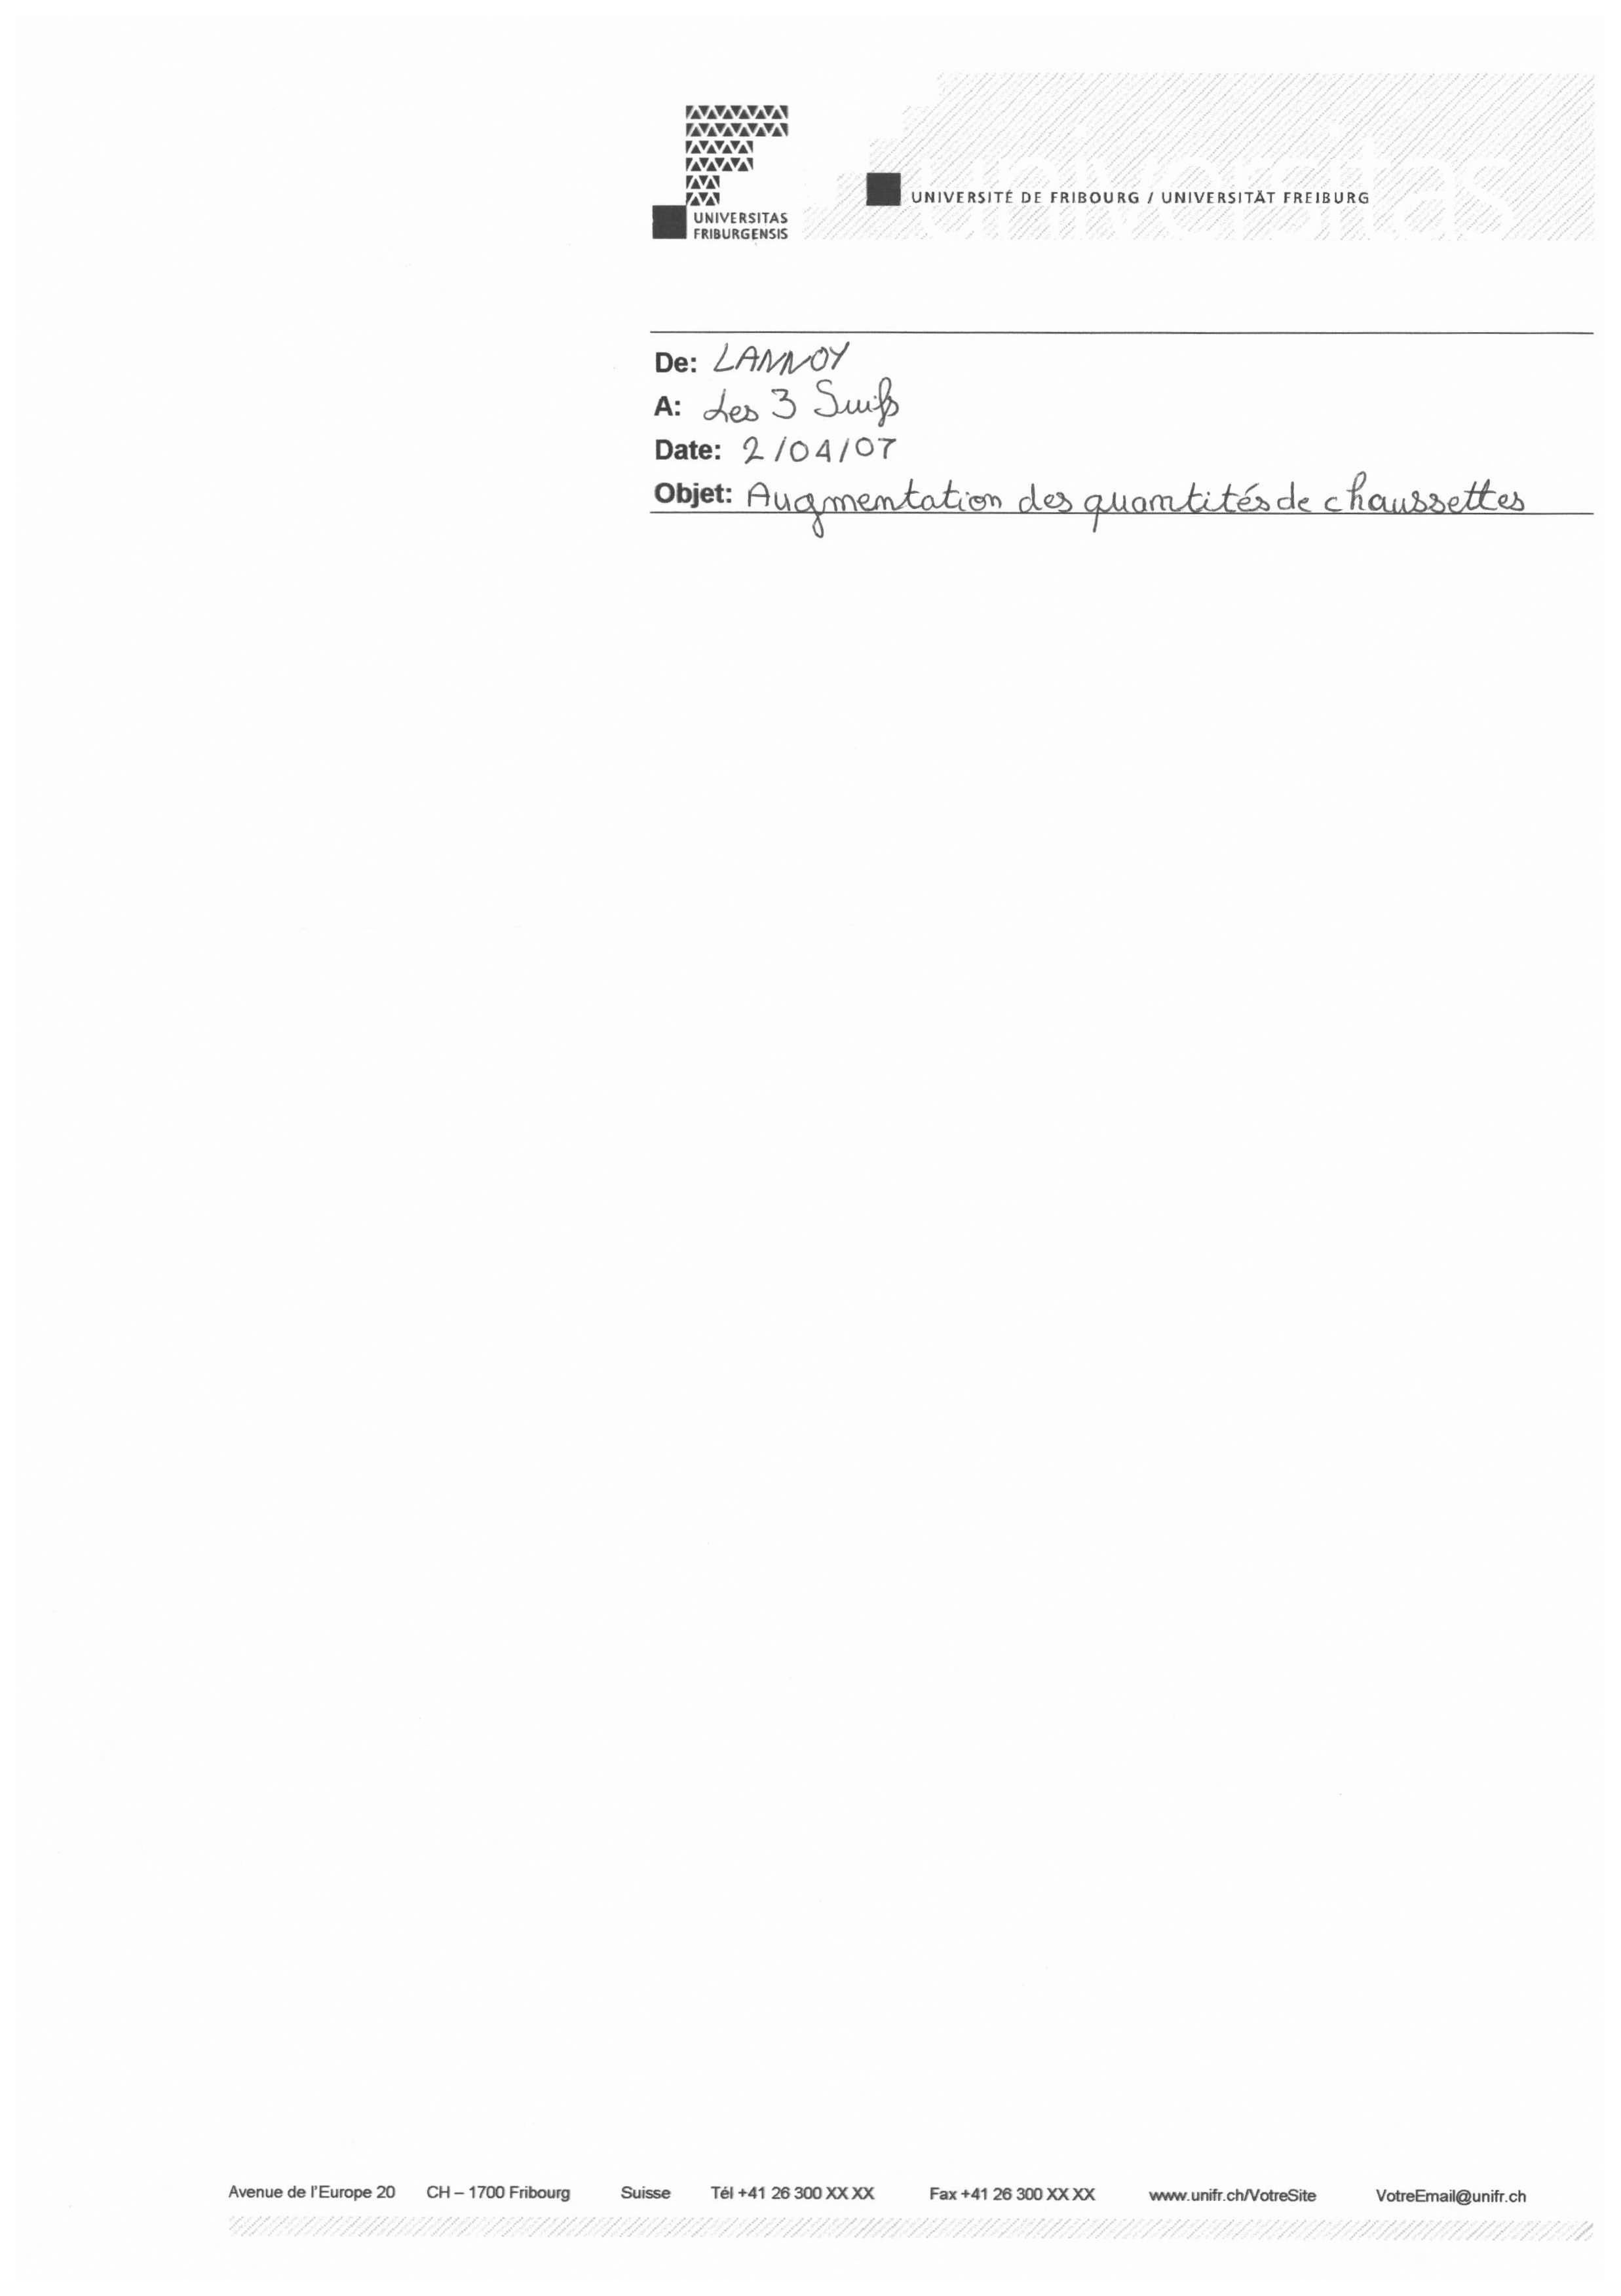 universitas
UNIVERSITAS
FRIBURGENSIS
UNIVERSITÉ DE FRIBOURG / UNIVERSITÄT FREIBURG
De: LANNOY
A: Les 3 Suiss
Date: 2/04/07
Objet: Augmentation des quantités de chaussettes
Avenue de l'Europe 20 CH – 1700 Fribourg Suisse Tél +41 26 300 XX XX Fax +41 26 300 XX XX www.unifr.ch/VotreSite VotreEmail@unifr.ch